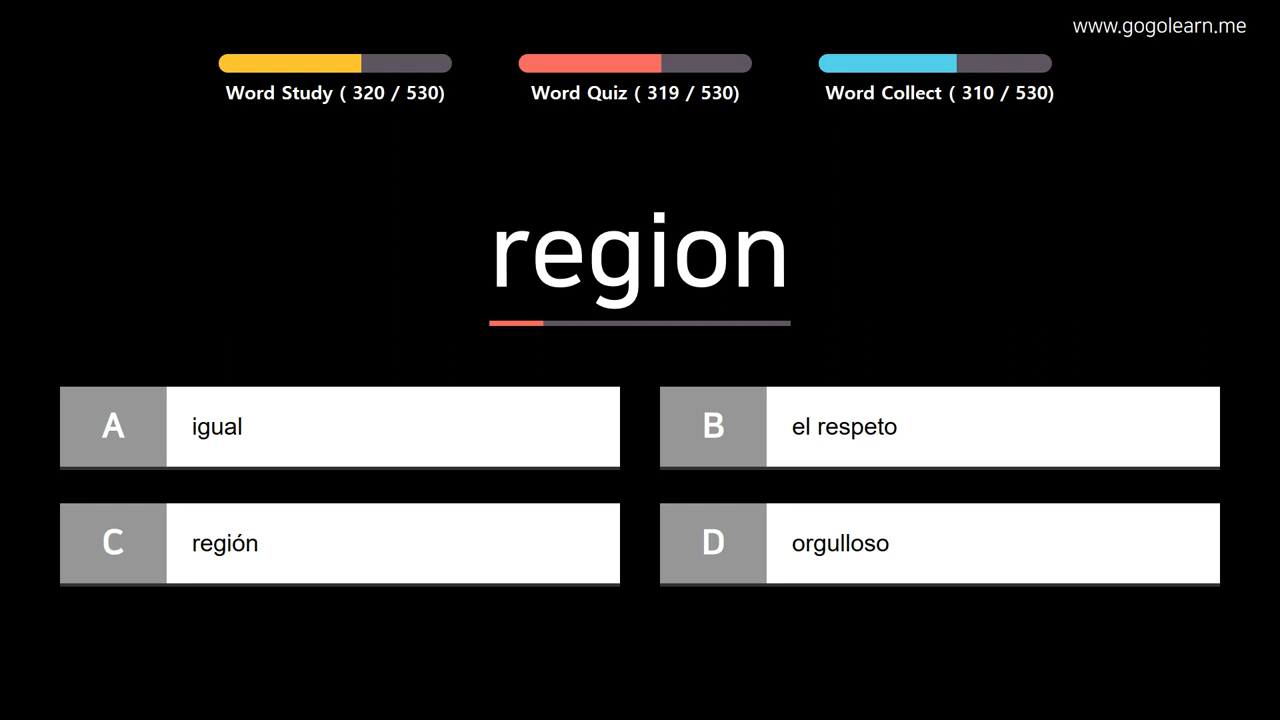 www.gogolearn.me
Word Study ( 320 / 530)
Word Quiz ( 319 / 530)
Word Collect ( 310 / 530)
region
A igual
B el respeto
C región
D orgulloso